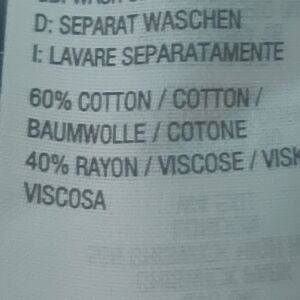 D: SEPARAT WASCHEN
I: LAVARE SEPARATAMENTE
60% COTTON / COTTON /
BAUMWOLLE / COTONE
40% RAYON / VISCOSE / VISK
VISCOSA